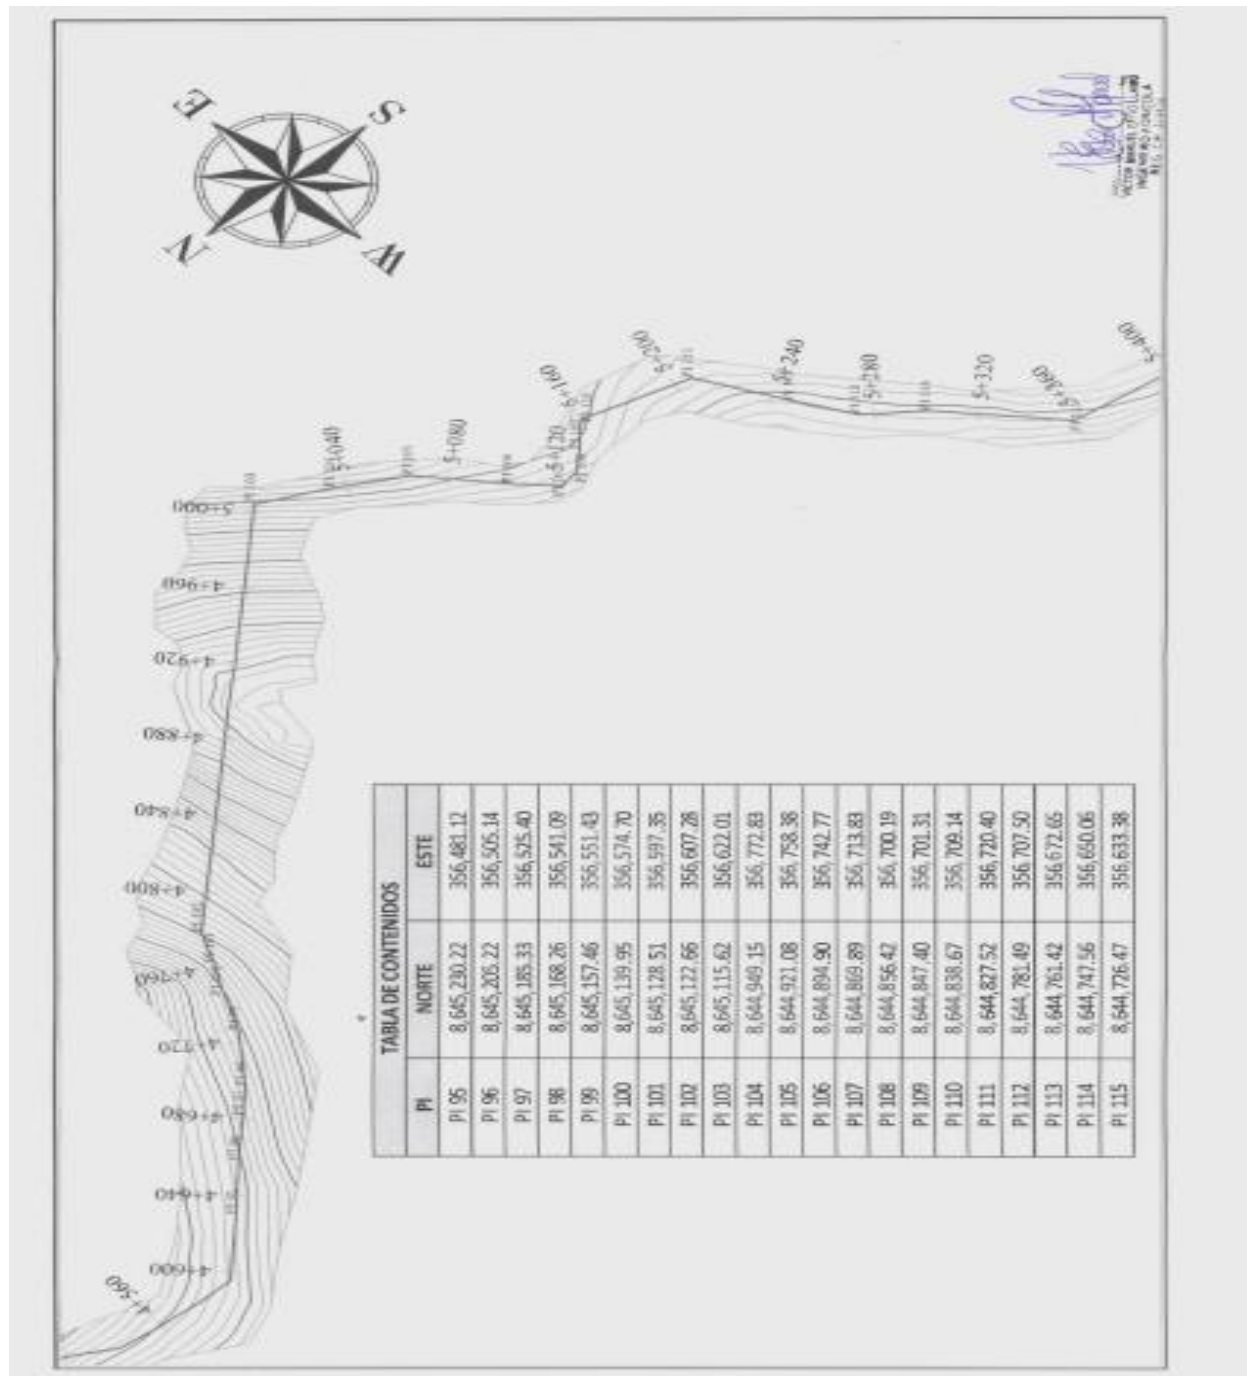 E
S
N
W
VICTOR MANUEL
INGENIERO AGRICOLA
4+560
4+600
4+640
4+680
4+720
4+760
4+800
4+840
4+880
4+920
4+960
5+000
5+040
5+080
5+120
5+160
5+200
5+240
5+280
5+320
5+360
5+400
TABLA DE CONTENIDOS
PI NORTE ESTE
PI 95 8,645,230.22 356,481.12
PI 96 8,645,205.22 356,505.14
PI 97 8,645,185.33 356,525.40
PI 98 8,645,168.26 356,541.09
PI 99 8,645,157.46 356,551.43
PI 100 8,645,139.95 356,574.70
PI 101 8,645,128.51 356,597.35
PI 102 8,645,122.66 356,607.28
PI 103 8,645,115.62 356,622.01
PI 104 8,644,949.15 356,772.83
PI 105 8,644,921.08 356,758.38
PI 106 8,644,894.90 356,742.77
PI 107 8,644,869.89 356,713.83
PI 108 8,644,856.42 356,700.19
PI 109 8,644,847.40 356,701.31
PI 110 8,644,838.67 356,709.14
PI 111 8,644,827.52 356,720.40
PI 112 8,644,781.49 356,707.50
PI 113 8,644,761.42 356,672.65
PI 114 8,644,747.56 356,650.06
PI 115 8,644,726.47 356,633.38